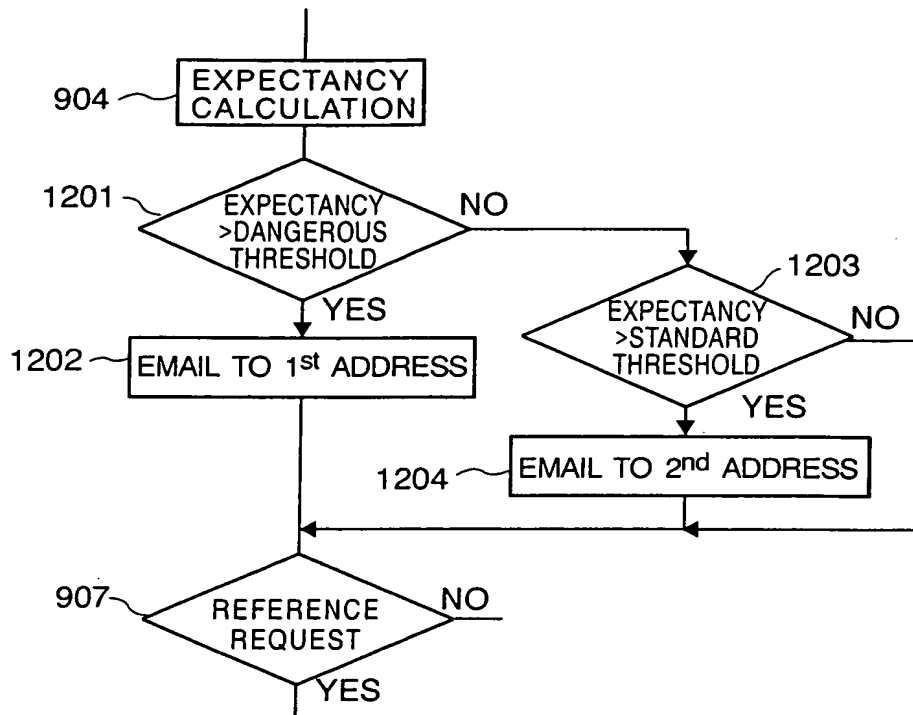 904
EXPECTANCY
CALCULATION
1201
EXPECTANCY
>DANGEROUS
THRESHOLD
NO
YES
1203
EXPECTANCY
>STANDARD
THRESHOLD
NO
YES
1202
EMAIL TO 1st ADDRESS
1204
EMAIL TO 2nd ADDRESS
907
REFERENCE
REQUEST
NO
YES